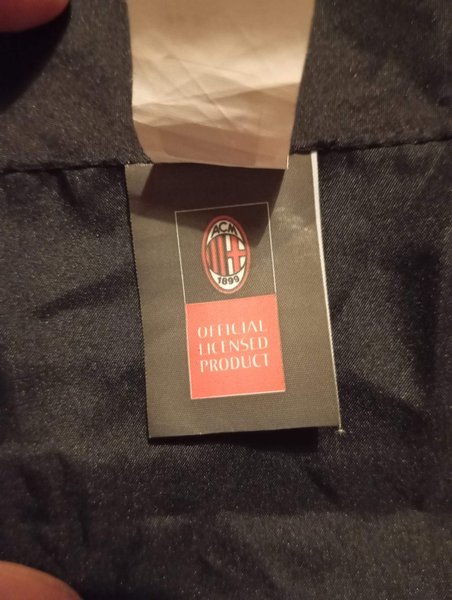 ACM
1899
OFFICIAL
LICENSED
PRODUCT